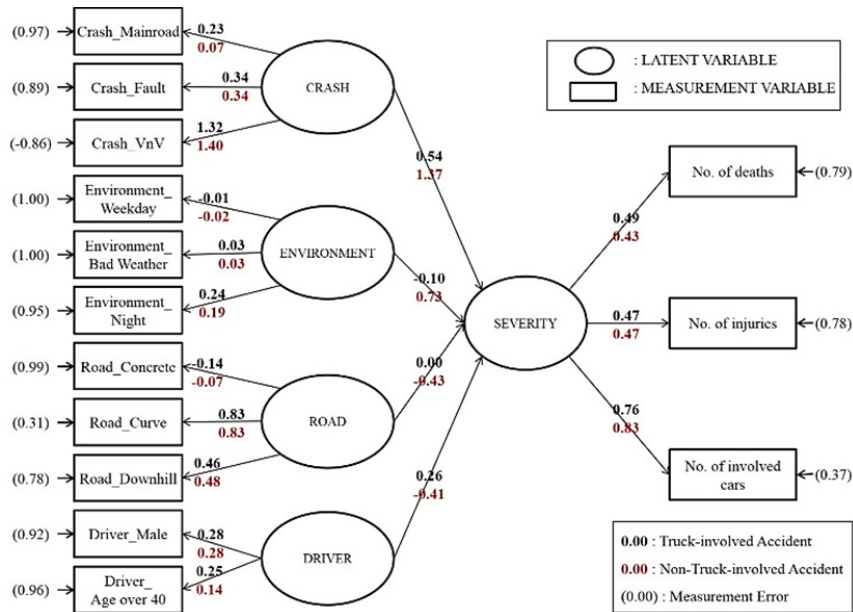 (0.97)
Crash_Mainroad
0.23
0.07
(0.89)
Crash_Fault
0.34
0.34
(-0.86)
Crash_VnV
1.32
1.40
CRASH
(1.00)
Environment_
Weekday
-0.01
-0.02
(1.00)
Environment_
Bad Weather
0.03
0.03
(0.95)
Environment_
Night
0.24
0.19
ENVIRONMENT
(0.99)
Road_Concrete
-0.14
-0.07
(0.31)
Road_Curve
0.83
0.83
(0.78)
Road_Downhill
0.46
0.48
ROAD
(0.92)
Driver_Male
0.28
0.28
(0.96)
Driver_
Age over 40
0.25
0.14
DRIVER
0.54
1.37
-0.10
0.73
0.00
-0.43
0.26
-0.41
SEVERITY
0.49
0.43
No. of deaths
(0.79)
0.47
0.47
No. of injurics
(0.78)
0.76
0.83
No. of involved
cars
(0.37)
: LATENT VARIABLE
: MEASUREMENT VARIABLE
0.00 : Truck-involved Accident
0.00 : Non-Truck-involved Accident
(0.00) : Measurement Error